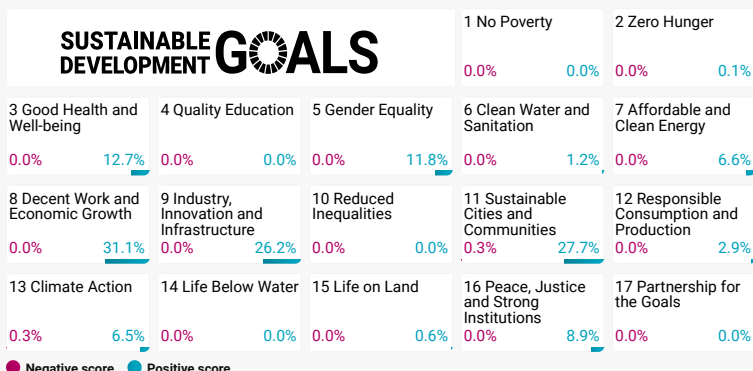 SUSTAINABLE
DEVELOPMENT
GOALS
1 No Poverty
0.0% 0.0%
2 Zero Hunger
0.0% 0.1%
3 Good Health and
Well-being
0.0% 12.7%
4 Quality Education
0.0% 0.0%
5 Gender Equality
0.0% 11.8%
6 Clean Water and
Sanitation
0.0% 1.2%
7 Affordable and
Clean Energy
0.0% 6.6%
8 Decent Work and
Economic Growth
0.0% 31.1%
9 Industry,
Innovation and
Infrastructure
0.0% 26.2%
10 Reduced
Inequalities
0.0% 0.0%
11 Sustainable
Cities and
Communities
0.3% 27.7%
12 Responsible
Consumption and
Production
0.0% 2.9%
13 Climate Action
0.3% 6.5%
14 Life Below Water
0.0% 0.0%
15 Life on Land
0.0% 0.6%
16 Peace, Justice
and Strong
Institutions
0.0% 8.9%
17 Partnership for
the Goals
0.0% 0.0%
Negative score Positive score